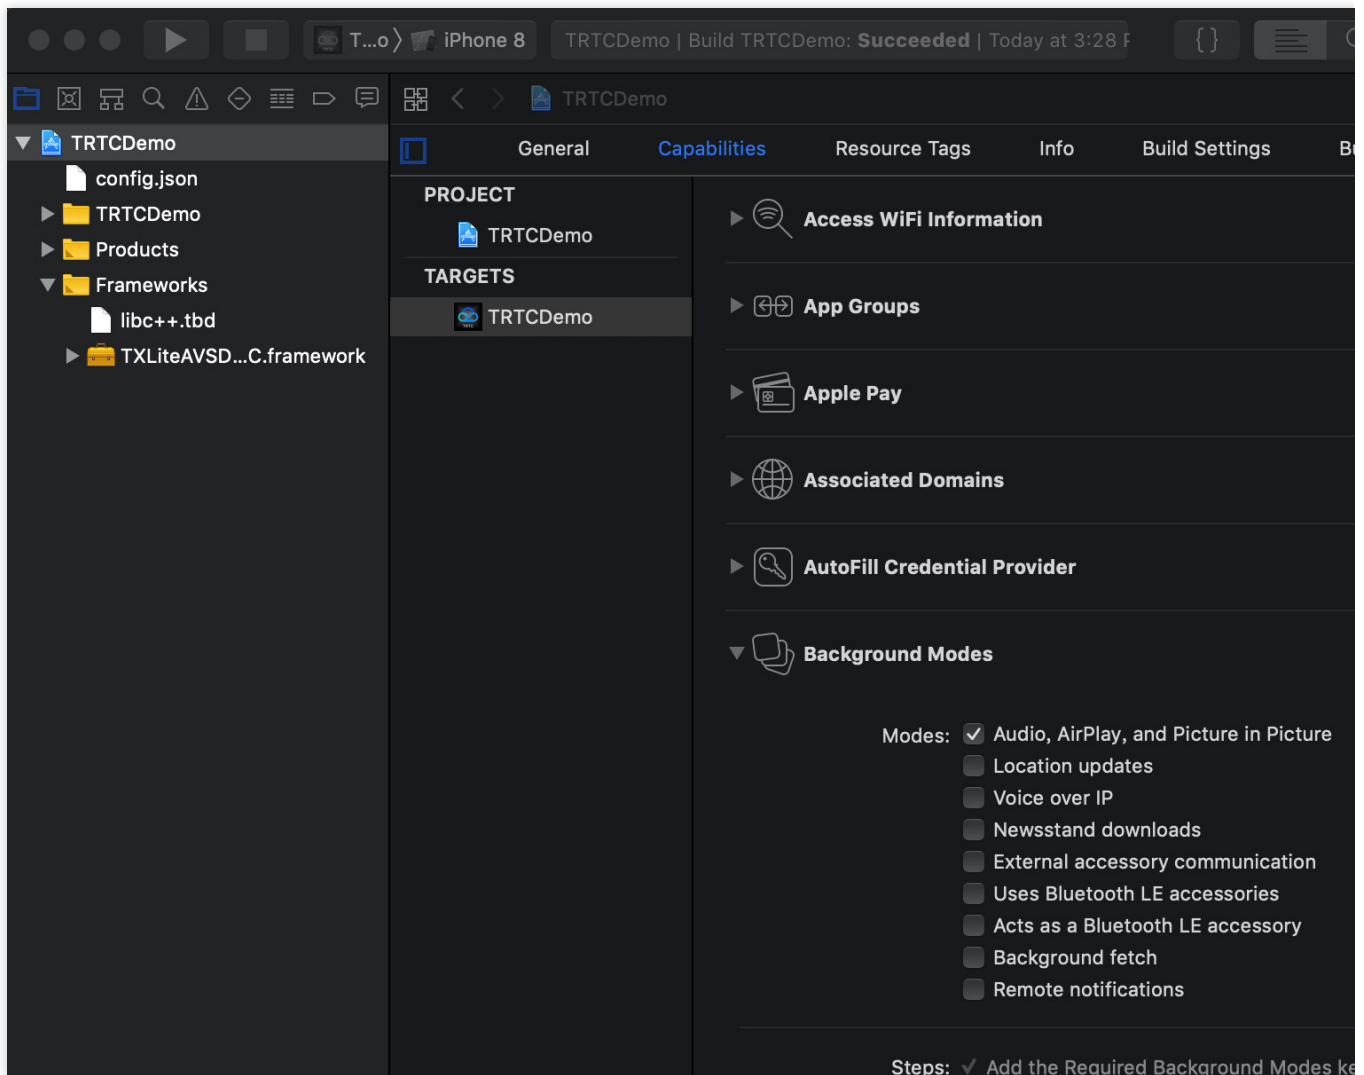 T...o iPhone 8 TRTCDemo | Build TRTCDemo: Succeeded | Today at 3:28 P
{}
TRTCDemo
TRTCDemo
General Capabilities Resource Tags Info Build Settings Bu
config.json
TRTCDemo
Products
Frameworks
libc++.tbd
TXLiteAVSD...C.framework
PROJECT
TRTCDemo
TARGETS
TRTCDemo
Access WiFi Information
App Groups
Apple Pay
Associated Domains
AutoFill Credential Provider
Background Modes
Modes: Audio, AirPlay, and Picture in Picture
Location updates
Voice over IP
Newsstand downloads
External accessory communication
Uses Bluetooth LE accessories
Acts as a Bluetooth LE accessory
Background fetch
Remote notifications
Steps: ✓ Add the Required Background Modes ke